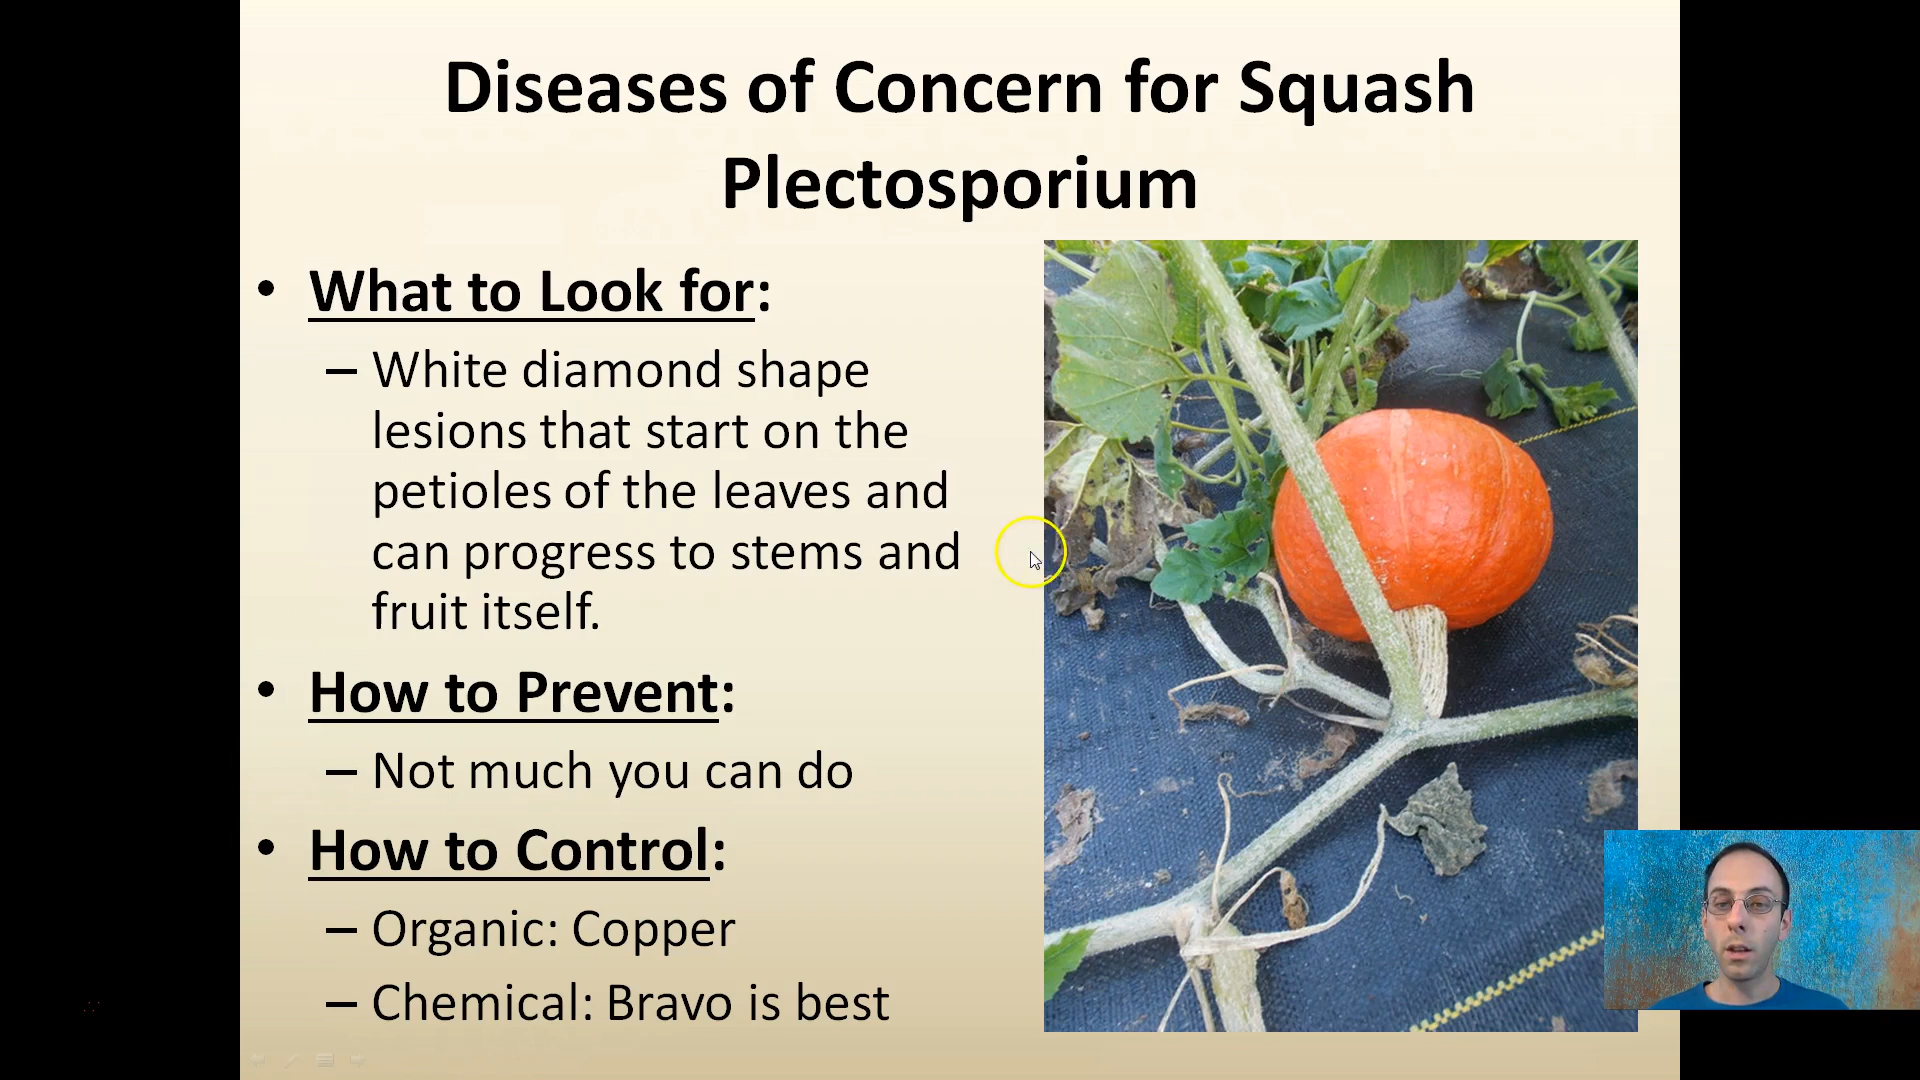 Diseases of Concern for Squash
Plectosporium
• What to Look for:
– White diamond shape
lesions that start on the
petioles of the leaves and
can progress to stems and
fruit itself.
• How to Prevent:
– Not much you can do
• How to Control:
– Organic: Copper
– Chemical: Bravo is best